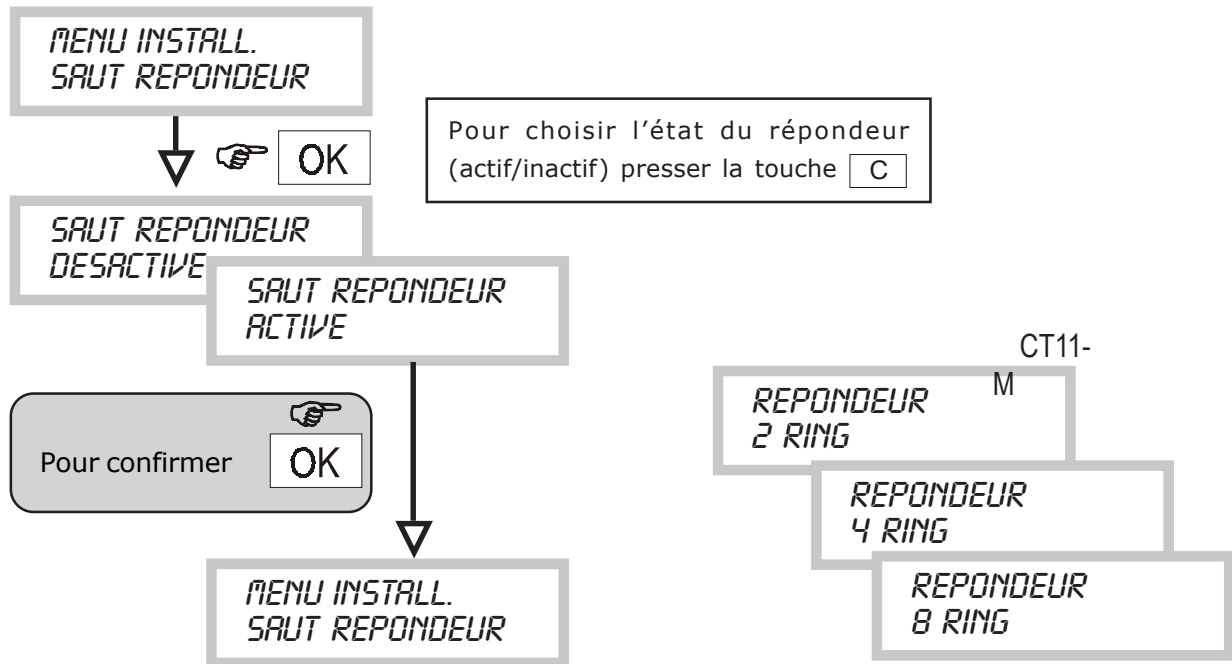 MENU INSTALL.
SAUT REPONDEUR
OK
Pour choisir l’état du répondeur
(actif/inactif) presser la touche C
SAUT REPONDEUR
DESACTIVE
SAUT REPONDEUR
ACTIVE
Pour confirmer OK
MENU INSTALL.
SAUT REPONDEUR
CT11-
M
REPONDEUR
2 RING
REPONDEUR
4 RING
REPONDEUR
8 RING